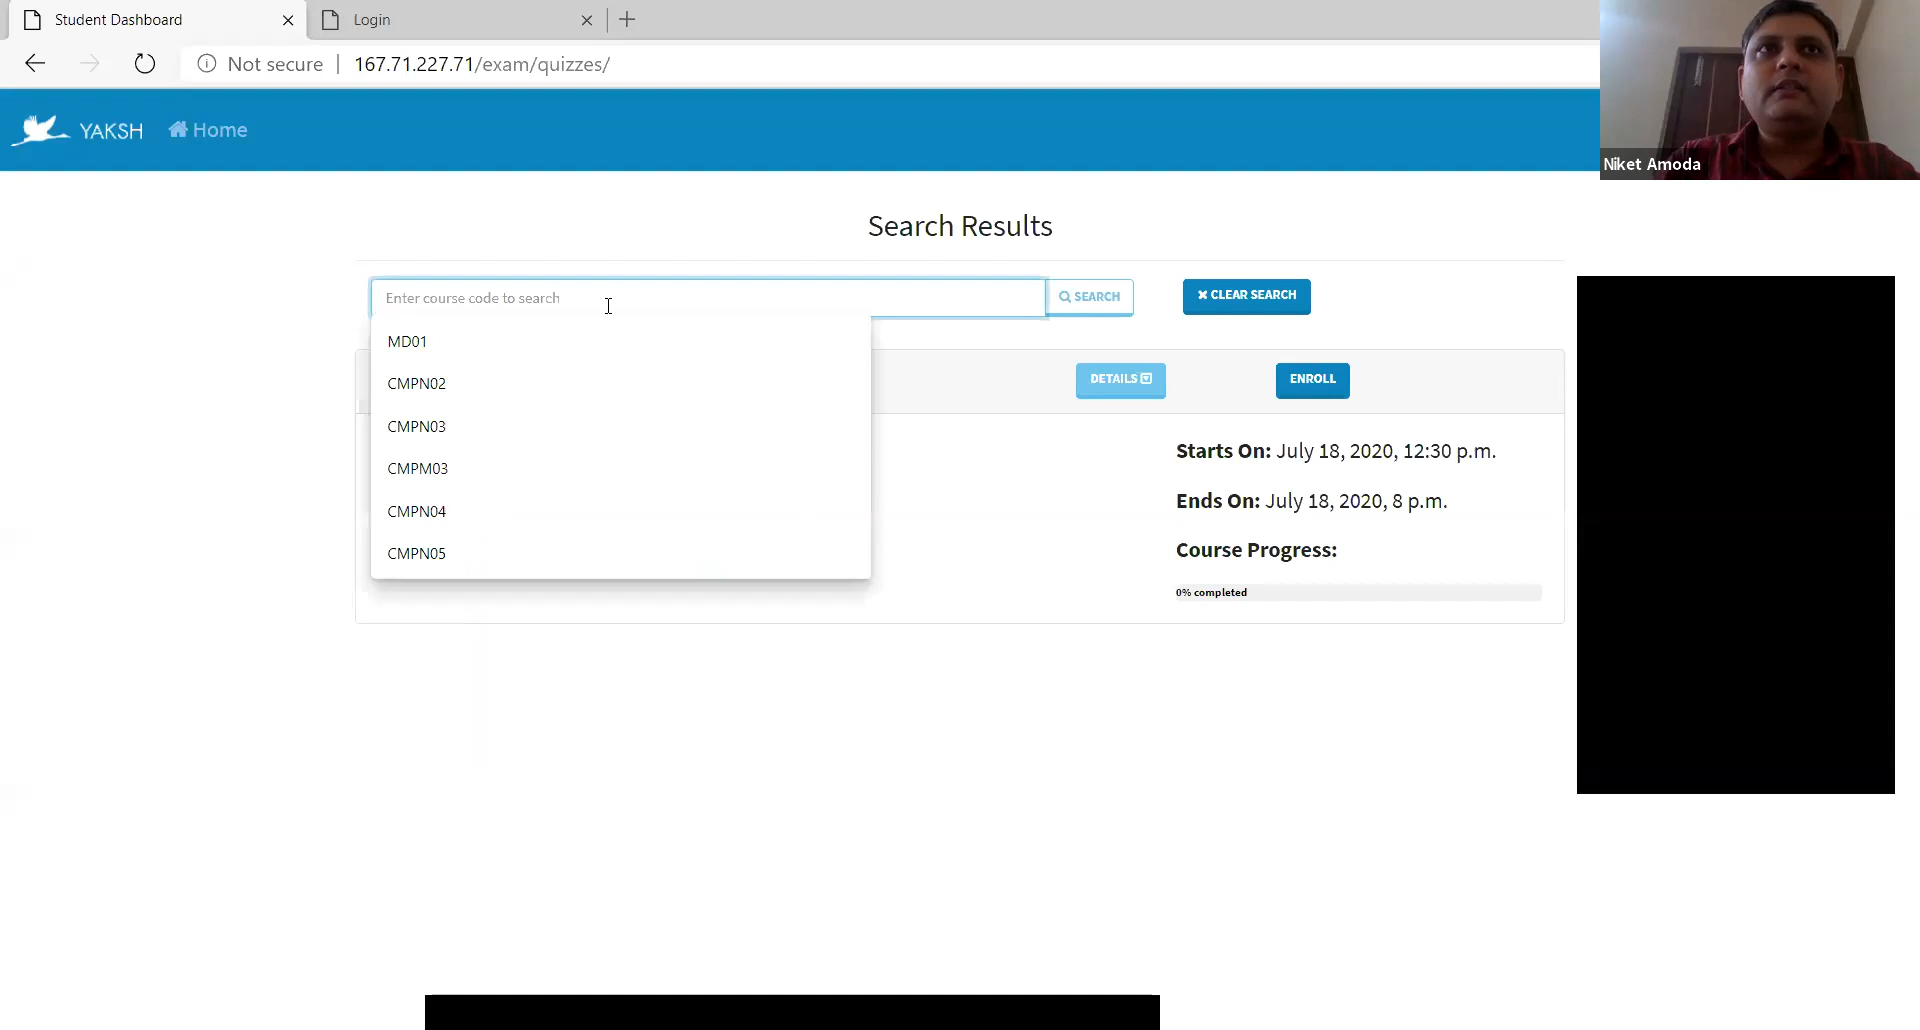 Student Dashboard
Login
Not secure
167.71.227.71/exam/quizzes/
YAKSH
Home
Niket Amoda
Search Results
Enter course code to search
SEARCH
CLEAR SEARCH
MD01
CMPN02
CMPN03
CMPM03
CMPN04
CMPN05
DETAILS
ENROLL
Starts On: July 18, 2020, 12:30 p.m.
Ends On: July 18, 2020, 8 p.m.
Course Progress:
0% completed